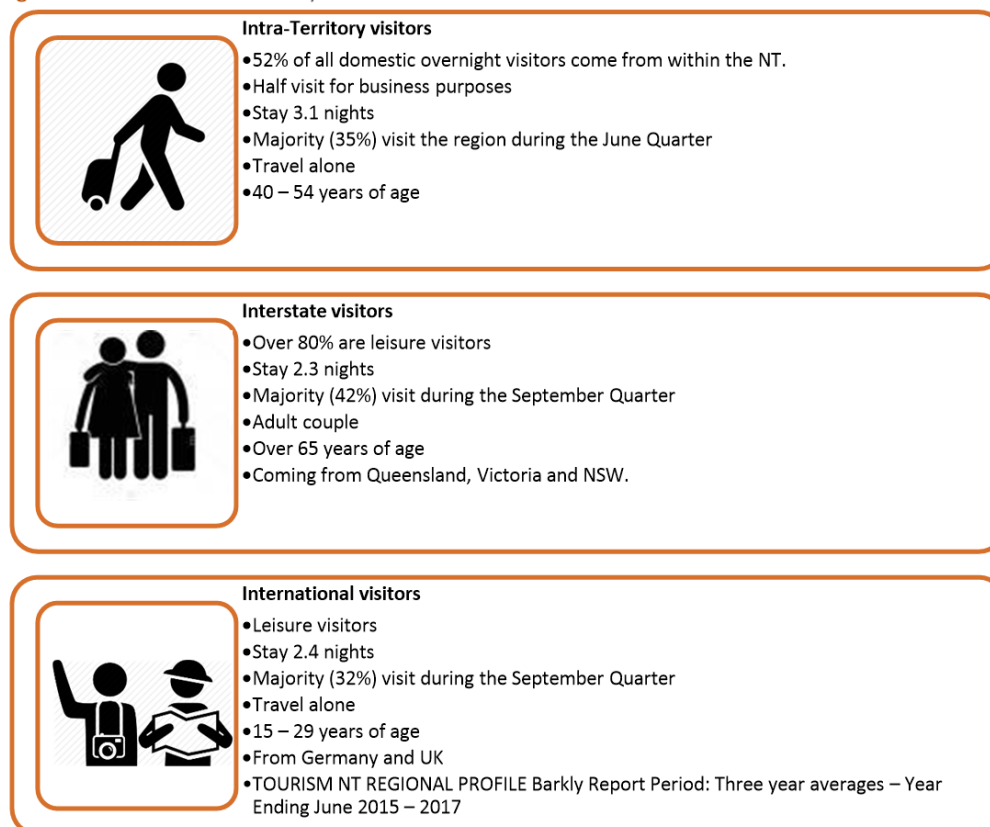 Intra-Territory visitors
•52% of all domestic overnight visitors come from within the NT.
•Half visit for business purposes
•Stay 3.1 nights
•Majority (35%) visit the region during the June Quarter
•Travel alone
•40 – 54 years of age
Interstate visitors
•Over 80% are leisure visitors
•Stay 2.3 nights
•Majority (42%) visit during the September Quarter
•Adult couple
•Over 65 years of age
•Coming from Queensland, Victoria and NSW.
International visitors
•Leisure visitors
•Stay 2.4 nights
•Majority (32%) visit during the September Quarter
•Travel alone
•15 – 29 years of age
•From Germany and UK
•TOURISM NT REGIONAL PROFILE Barkly Report Period: Three year averages – Year
Ending June 2015 – 2017